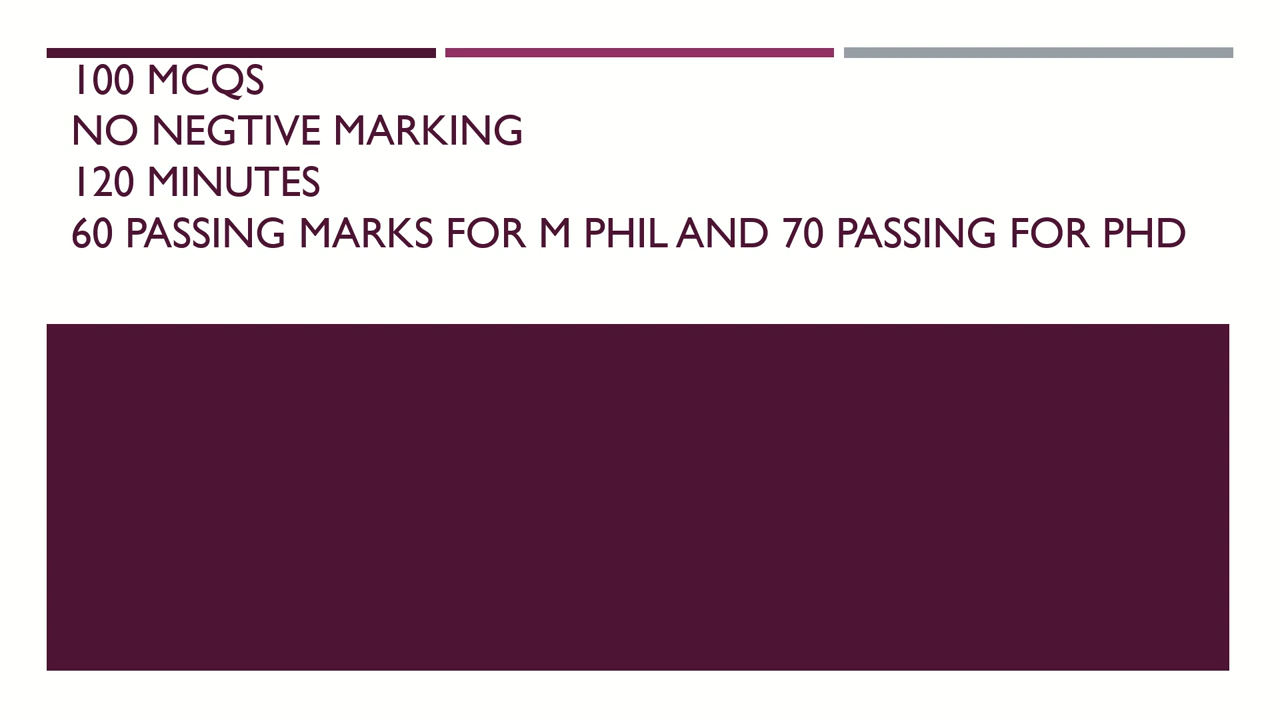 100 MCQS
NO NEGTIVE MARKING
120 MINUTES
60 PASSING MARKS FOR M PHIL AND 70 PASSING FOR PHD